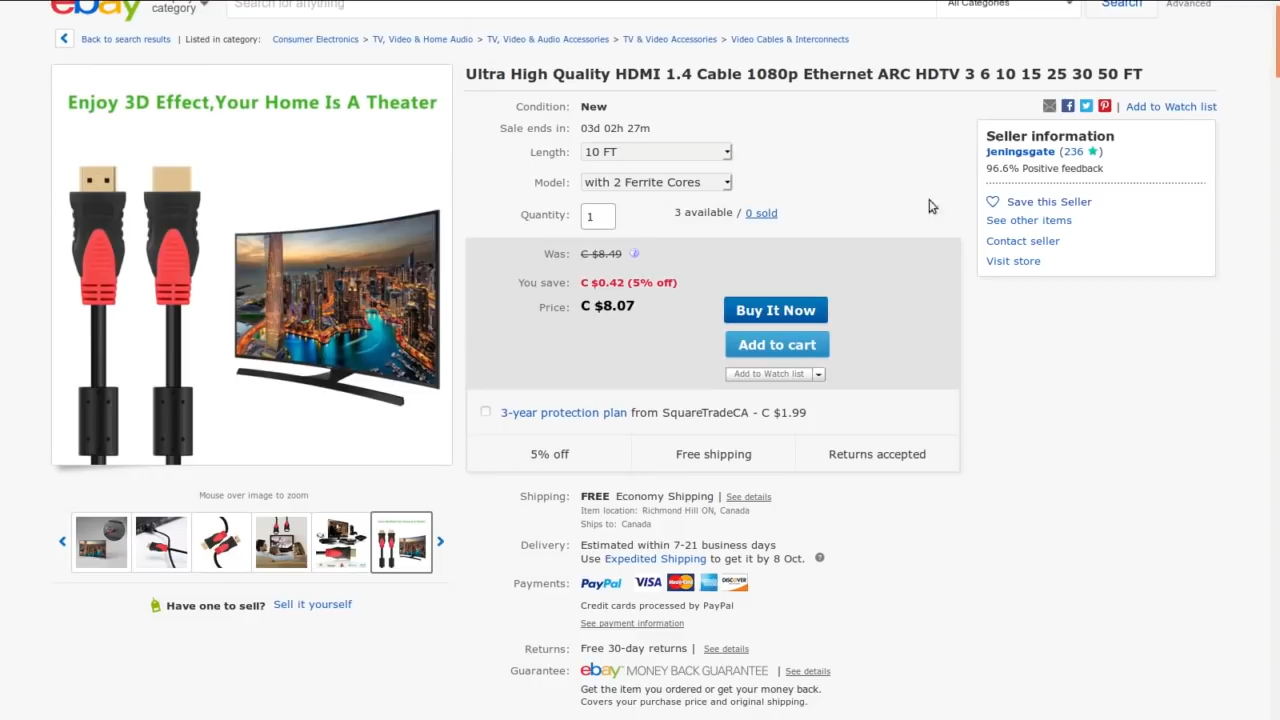 ebay
category
Search for anything
All Categories
Search
Advanced
Back to search results | Listed in category: Consumer Electronics > TV, Video & Home Audio > TV, Video & Audio Accessories > TV & Video Accessories > Video Cables & Interconnects
Enjoy 3D Effect,Your Home Is A Theater
Mouse over image to zoom
Have one to sell? Sell it yourself
Ultra High Quality HDMI 1.4 Cable 1080p Ethernet ARC HDTV 3 6 10 15 25 30 50 FT
Condition: New
Sale ends in: 03d 02h 27m
Length: 10 FT
Model: with 2 Ferrite Cores
Quantity: 1 3 available / 0 sold
Was: C $8.49
You save: C $0.42 (5% off)
Price: C $8.07
Buy It Now
Add to cart
Add to Watch list
3-year protection plan from SquareTradeCA - C $1.99
5% off Free shipping Returns accepted
Shipping: FREE Economy Shipping | See details
Item location: Richmond Hill ON, Canada
Ships to: Canada
Delivery: Estimated within 7-21 business days
Use Expedited Shipping to get it by 8 Oct.
Payments: PayPal VISA MasterCard DISCOVER
Credit cards processed by PayPal
See payment information
Returns: Free 30-day returns | See details
Guarantee: ebay MONEY BACK GUARANTEE | See details
Get the item you ordered or get your money back.
Covers your purchase price and original shipping.
| Add to Watch list
Seller information
jeningsgate (236)
96.6% Positive feedback
Save this Seller
See other items
Contact seller
Visit store